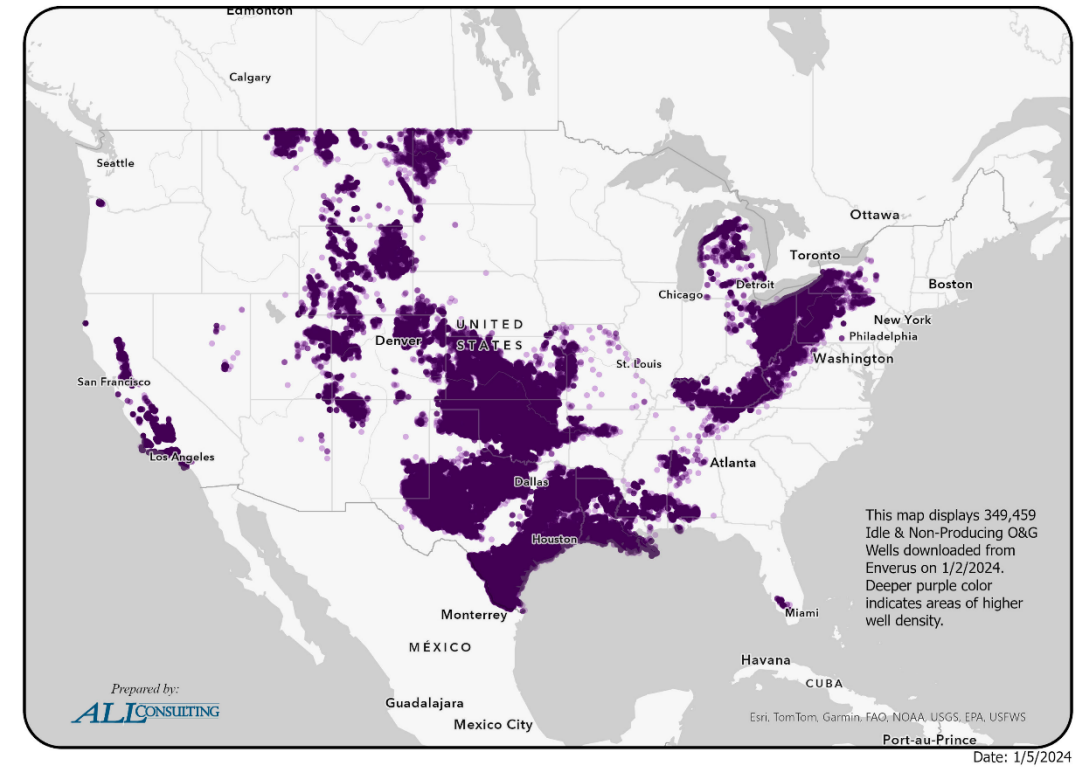 Edmonton
Calgary
Seattle
Ottawa
Toronto
Boston
Chicago
Detroit
New York
UNITED
STATES
Denver
Philadelphia
Washington
St. Louis
San Francisco
Los Angeles
Atlanta
Dallas
Houston
This map displays 349,459
Idle & Non-Producing O&G
Wells downloaded from
Enverus on 1/2/2024.
Deeper purple color
indicates areas of higher
well density.
Miami
Monterrey
MÉXICO
Havana
CUBA
Prepared by:
ALL CONSULTING
Guadalajara
Mexico City
Esri, TomTom, Garmin, FAO, NOAA, USGS, EPA, USFWS
Port-au-Prince
Date: 1/5/2024